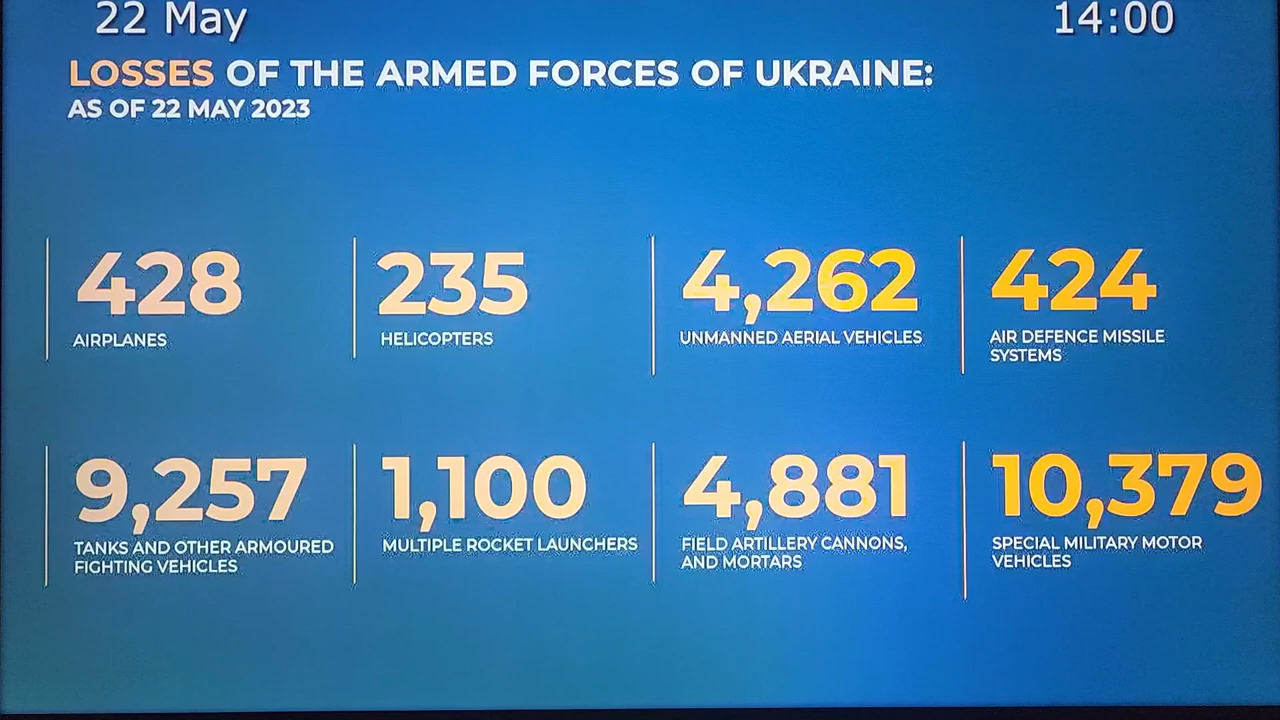 22 May 14:00
LOSSES OF THE ARMED FORCES OF UKRAINE:
AS OF 22 MAY 2023
428
AIRPLANES
235
HELICOPTERS
4,262
UNMANNED AERIAL VEHICLES
424
AIR DEFENCE MISSILE
SYSTEMS
9,257
TANKS AND OTHER ARMOURED
FIGHTING VEHICLES
1,100
MULTIPLE ROCKET LAUNCHERS
4,881
FIELD ARTILLERY CANNONS,
AND MORTARS
10,379
SPECIAL MILITARY MOTOR
VEHICLES